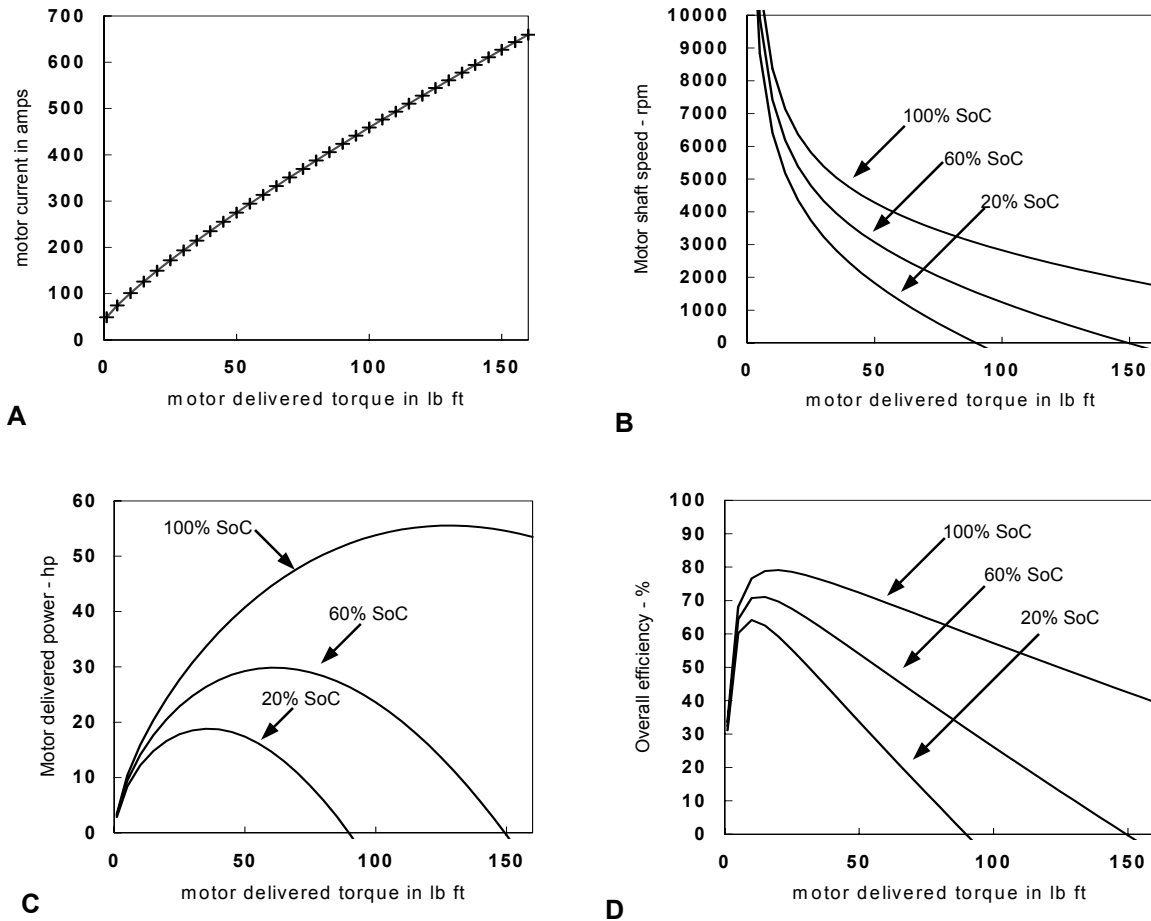 700
600
500
400
300
200
100
0
motor current in amps
0 50 100 150
motor delivered torque in lb ft
A
10000
9000
8000
7000
6000
5000
4000
3000
2000
1000
0
Motor shaft speed - rpm
100% SoC
60% SoC
20% SoC
0 50 100 150
motor delivered torque in lb ft
B
60
50
40
30
20
10
0
Motor delivered power - hp
100% SoC
60% SoC
20% SoC
0 50 100 150
motor delivered torque in lb ft
C
100
90
80
70
60
50
40
30
20
10
0
Overall efficiency - %
100% SoC
60% SoC
20% SoC
0 50 100 150
motor delivered torque in lb ft
D